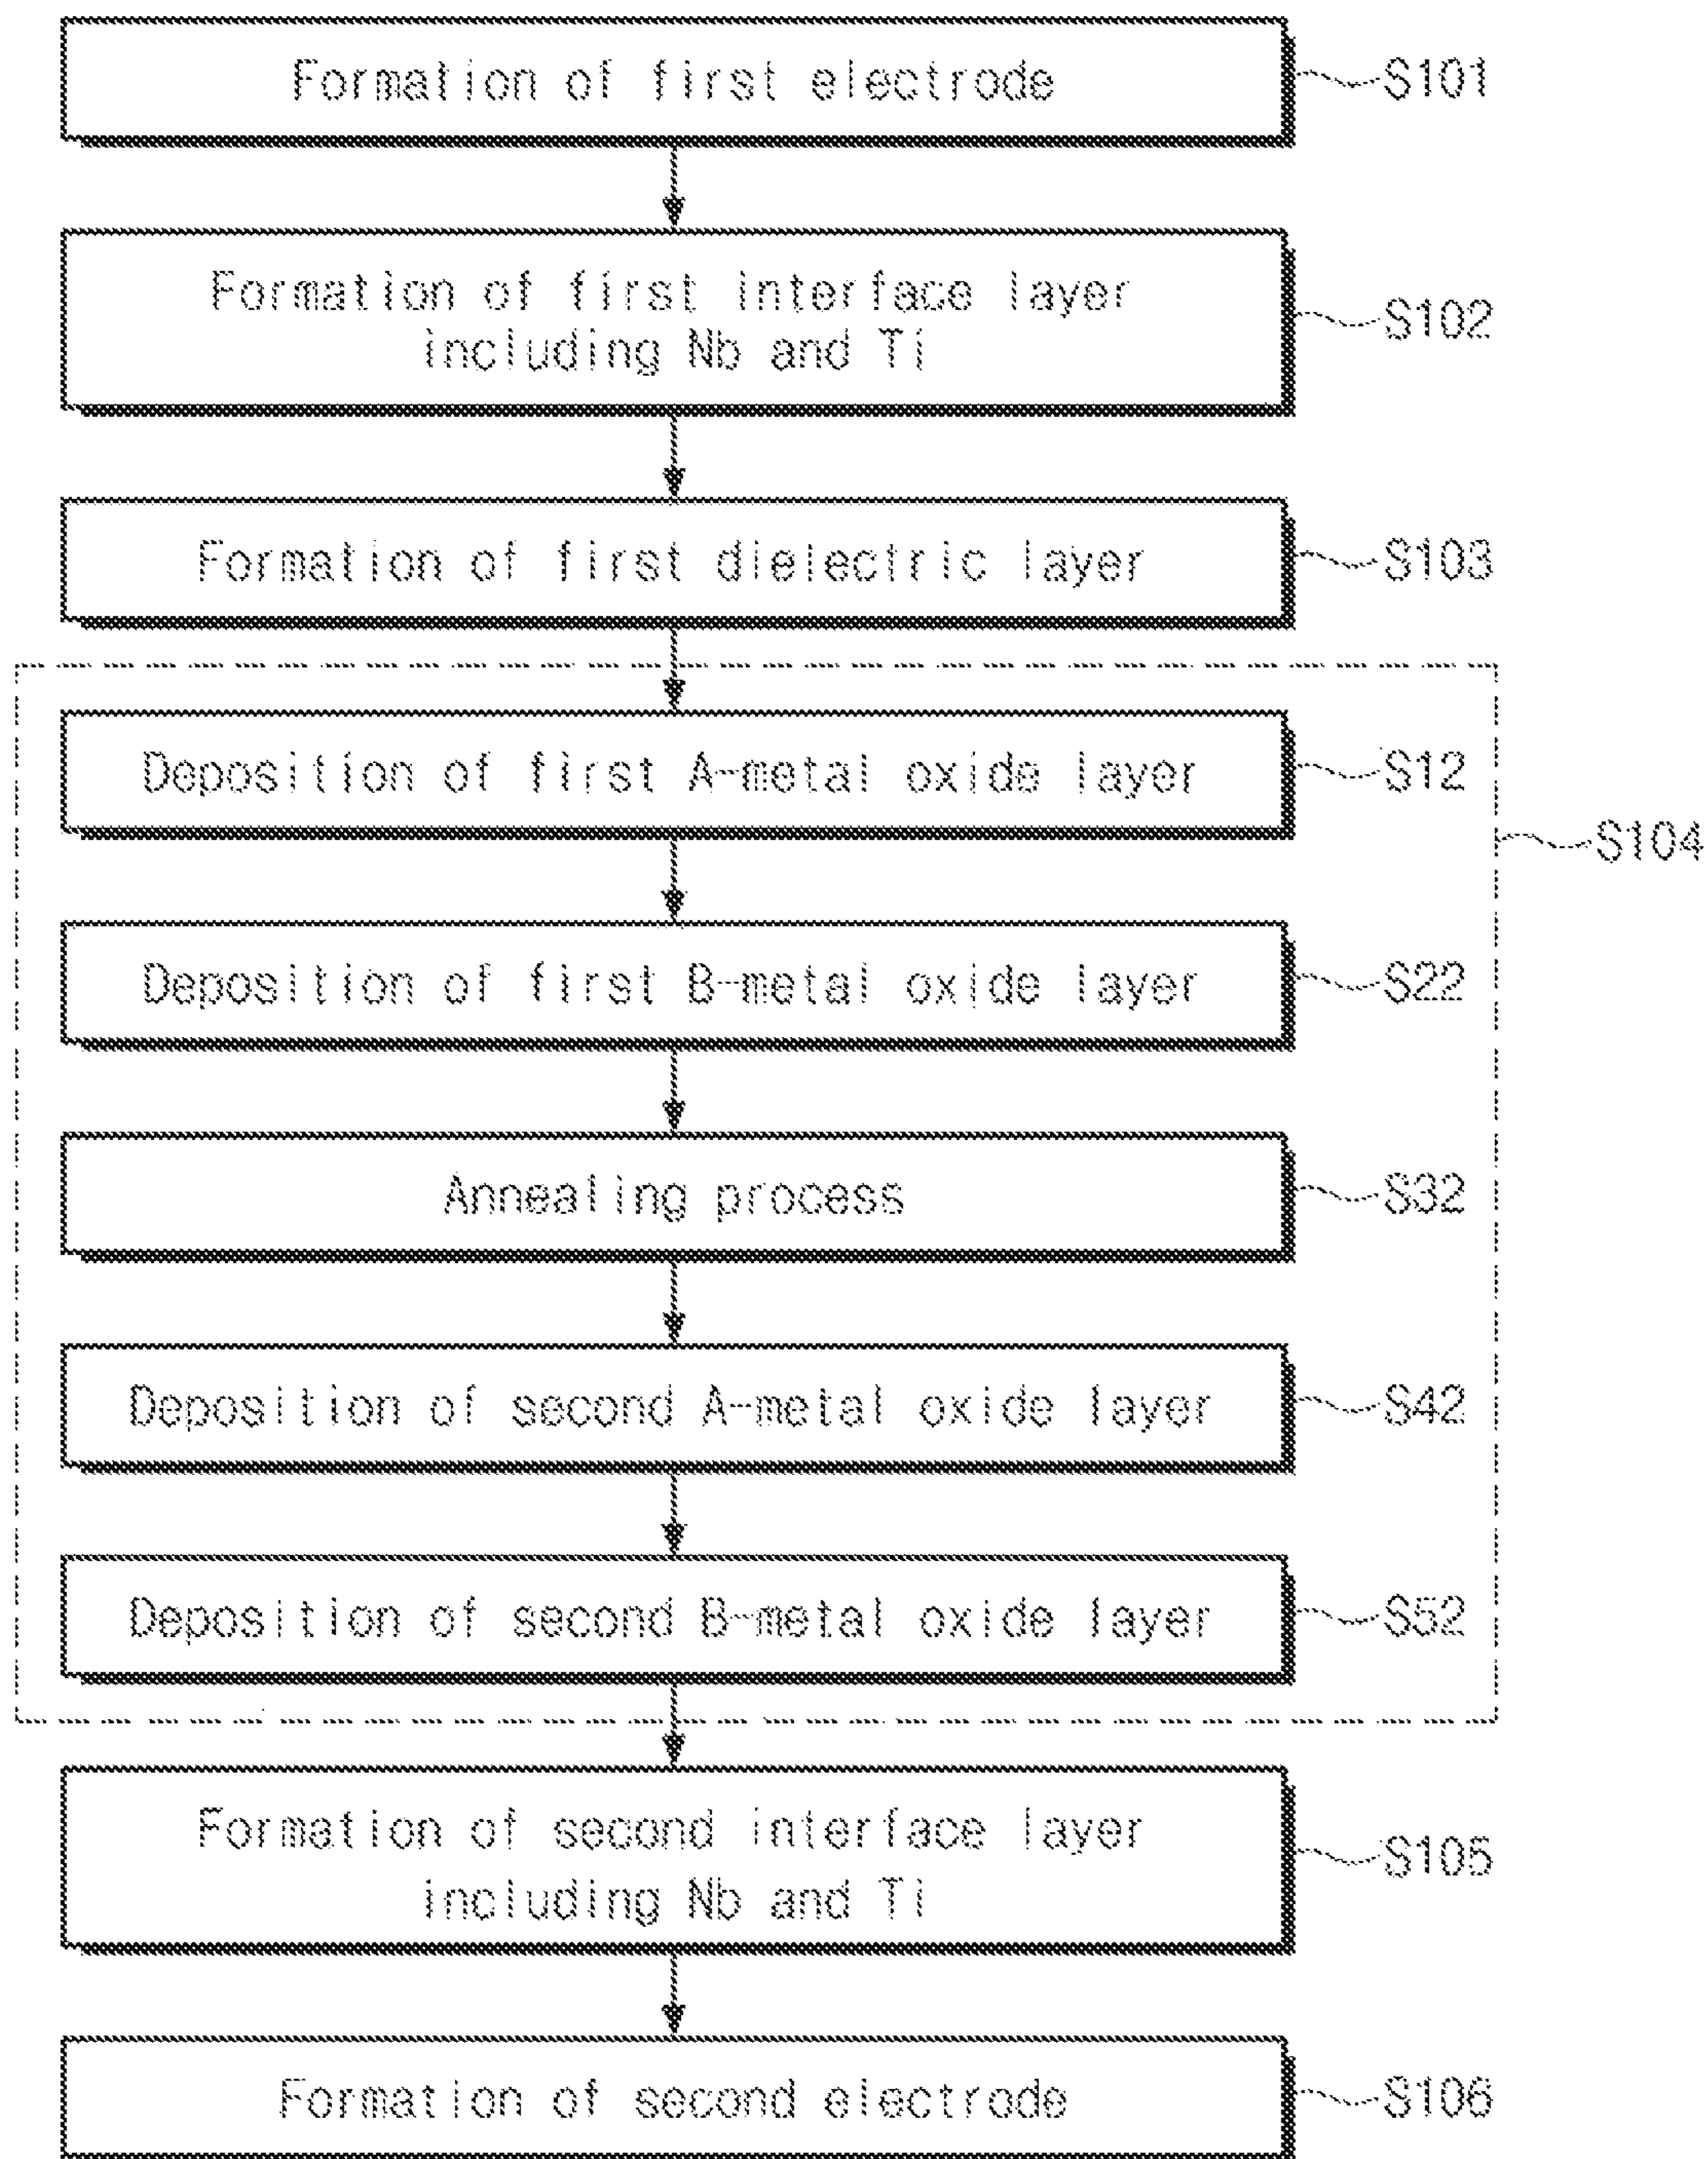 Formation of first electrode
S101
Formation of first interface layer
including Nb and Ti
S102
Formation of first dielectric layer
S103
Deposition of first A-metal oxide layer
S12
S104
Deposition of first B-metal oxide layer
S22
Annealing process
S32
Deposition of second A-metal oxide layer
S42
Deposition of second B-metal oxide layer
S52
Formation of second interface layer
including Nb and Ti
S105
Formation of second electrode
S106